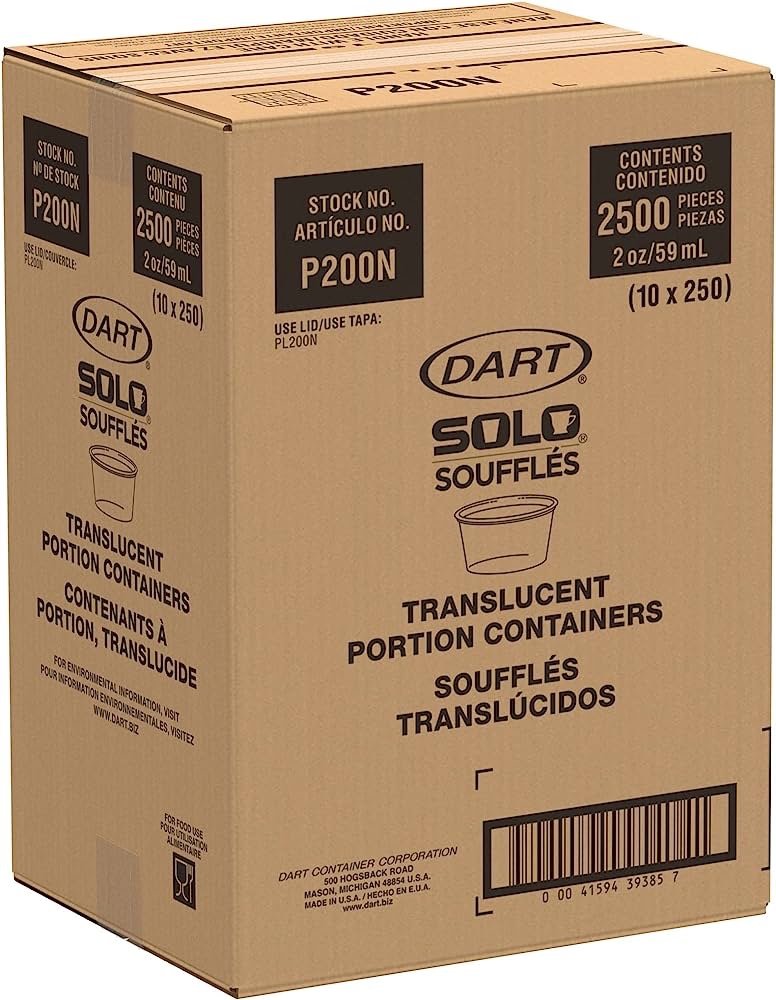 P200N
STOCK NO.
Nº DE STOCK
P200N
USE LID/COUVERCLE:
PL200N
CONTENTS
CONTENU
2500 PIECES
PIÈCES
2 oz/59 mL
(10 x 250)
DART®
SOLO®
SOUFFLÉS
TRANSLUCENT
PORTION CONTAINERS
CONTENANTS À
PORTION, TRANSLUCIDE
FOR ENVIRONMENTAL INFORMATION, VISIT
POUR INFORMATION ENVIRONNEMENTALES, VISITEZ
WWW.DART.BIZ
FOR FOOD USE
POUR UTILISATION
ALIMENTAIRE
STOCK NO.
ARTÍCULO NO.
P200N
USE LID/USE TAPA:
PL200N
CONTENTS
CONTENIDO
2500 PIECES
PIEZAS
2 oz/59 mL
(10 x 250)
DART®
SOLO®
SOUFFLÉS
TRANSLUCENT
PORTION CONTAINERS
SOUFFLÉS
TRANSLÚCIDOS
DART CONTAINER CORPORATION
500 HOGSBACK ROAD
MASON, MICHIGAN 48854 U.S.A.
MADE IN U.S.A. / HECHO EN E.U.A.
www.dart.biz
0 00 41594 39385 7